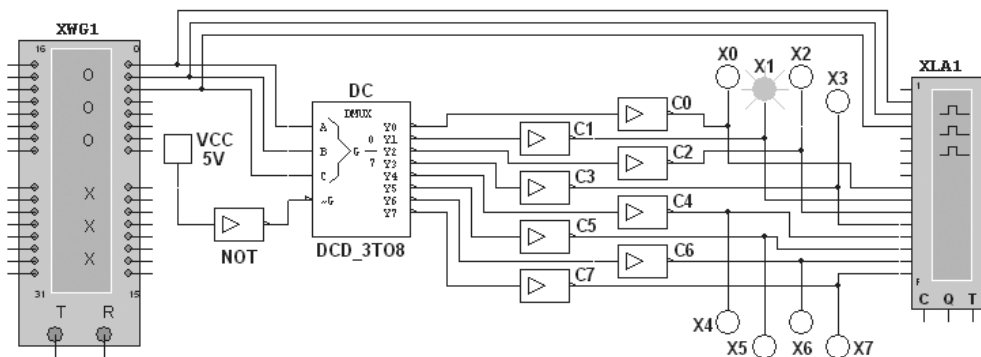 XWG1
16 0
O
O
O
X
X
X
31 15
T R
VCC
5V
NOT
DC
DMUX
A
B
C
~G
G 0
7
Y0
Y1
Y2
Y3
Y4
Y5
Y6
Y7
DCD_3TO8
C0
C1
C2
C3
C4
C5
C6
C7
X0
X1
X2
X3
X4
X5
X6
X7
XLA1
1
F
C Q T